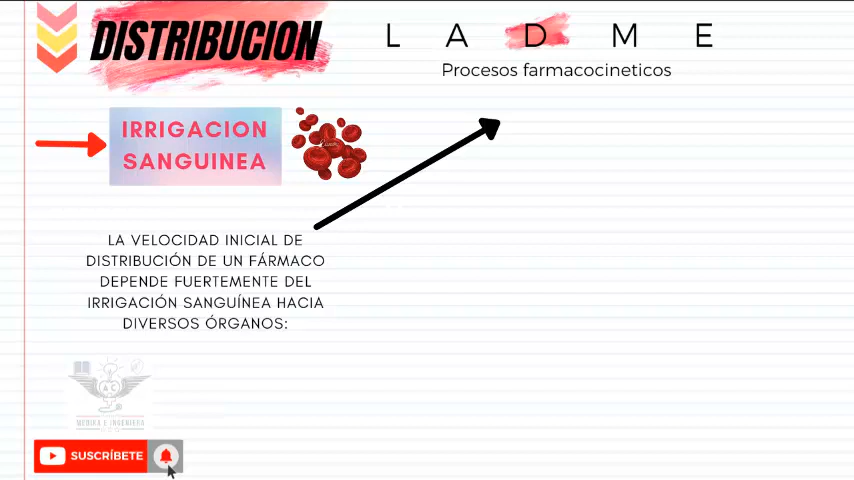 DISTRIBUCION
L A D M E
Procesos farmacocineticos
IRRIGACION
SANGUINEA
LA VELOCIDAD INICIAL DE
DISTRIBUCIÓN DE UN FÁRMACO
DEPENDE FUERTEMENTE DEL
IRRIGACIÓN SANGUÍNEA HACIA
DIVERSOS ÓRGANOS:
SUSCRÍBETE